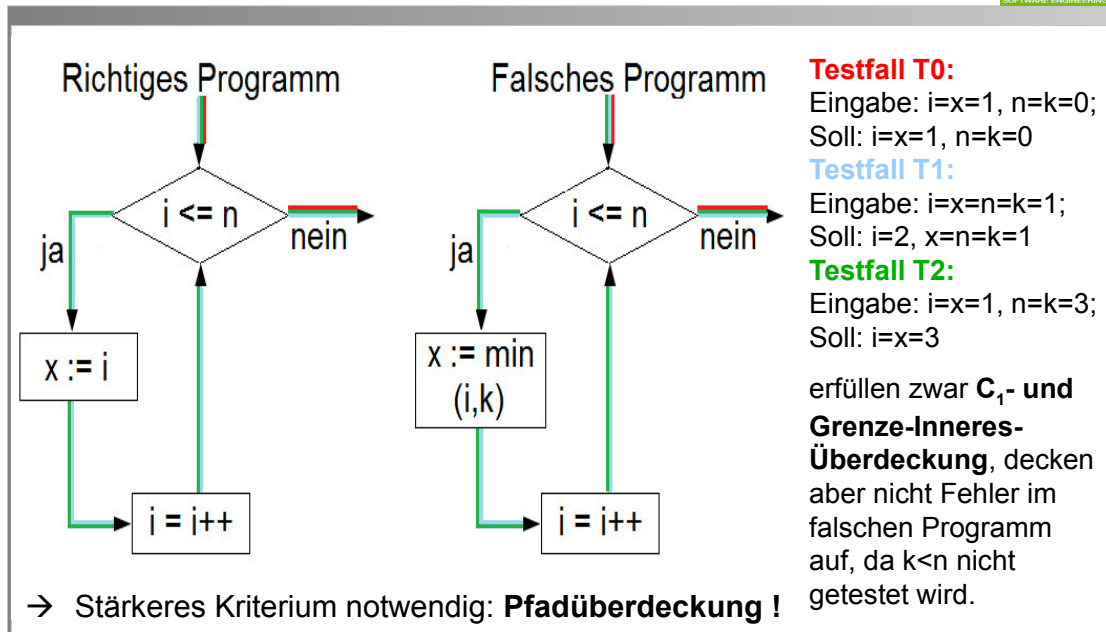 SOFTWARE ENGINEERING
Richtiges Programm
i <= n
ja
nein
x := i
i = i++
Falsches Programm
i <= n
ja
nein
x := min
(i,k)
i = i++
Testfall T0:
Eingabe: i=x=1, n=k=0;
Soll: i=x=1, n=k=0
Testfall T1:
Eingabe: i=x=n=k=1;
Soll: i=2, x=n=k=1
Testfall T2:
Eingabe: i=x=1, n=k=3;
Soll: i=x=3
erfüllen zwar C₁- und
Grenze-Inneres-
Überdeckung, decken
aber nicht Fehler im
falschen Programm
auf, da k<n nicht
getestet wird.
→ Stärkeres Kriterium notwendig: Pfadüberdeckung !